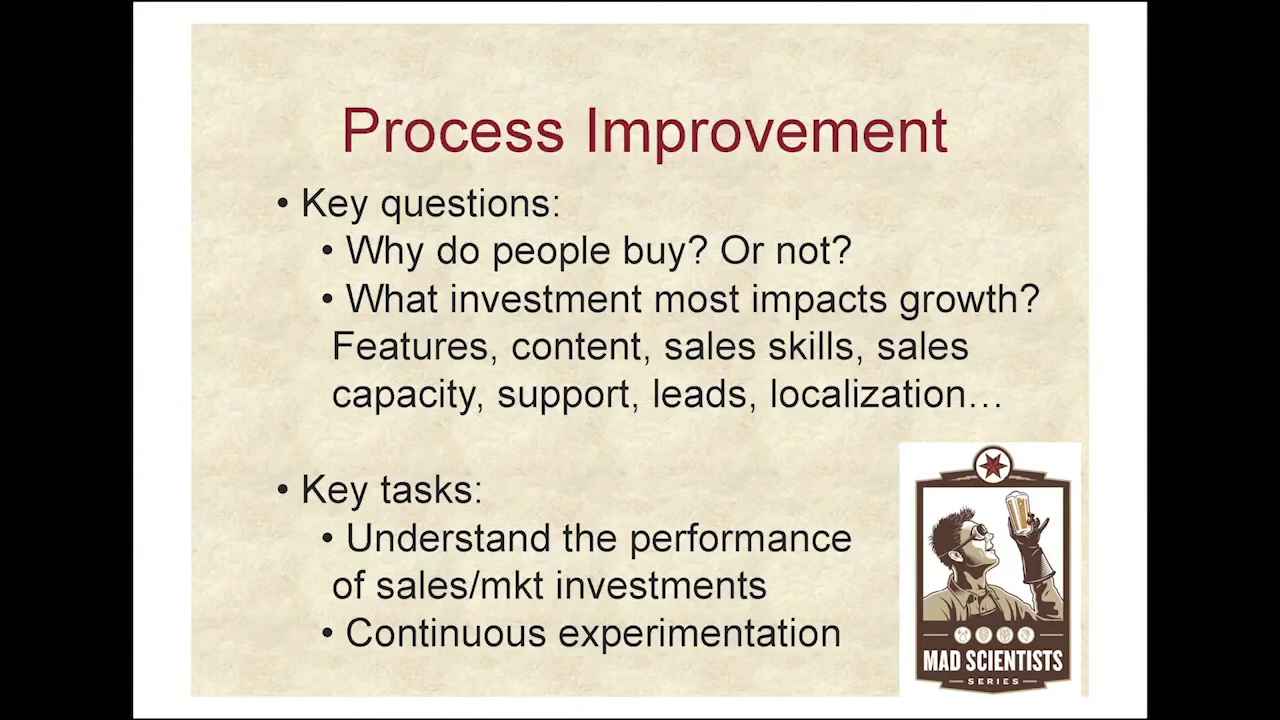 Process Improvement
• Key questions:
• Why do people buy? Or not?
• What investment most impacts growth?
Features, content, sales skills, sales
capacity, support, leads, localization…
• Key tasks:
• Understand the performance
of sales/mkt investments
• Continuous experimentation
MAD SCIENTISTS
SERIES